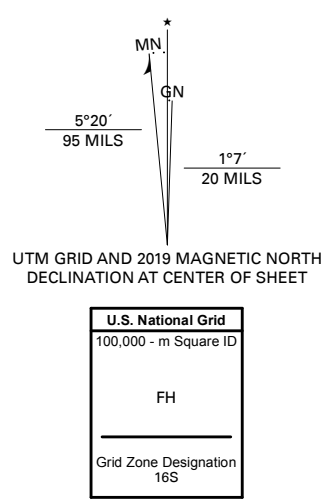 ★
MN
GN
5°20´
95 MILS
1°7´
20 MILS
UTM GRID AND 2019 MAGNETIC NORTH
DECLINATION AT CENTER OF SHEET
U.S. National Grid
100,000 - m Square ID
FH
Grid Zone Designation
16S